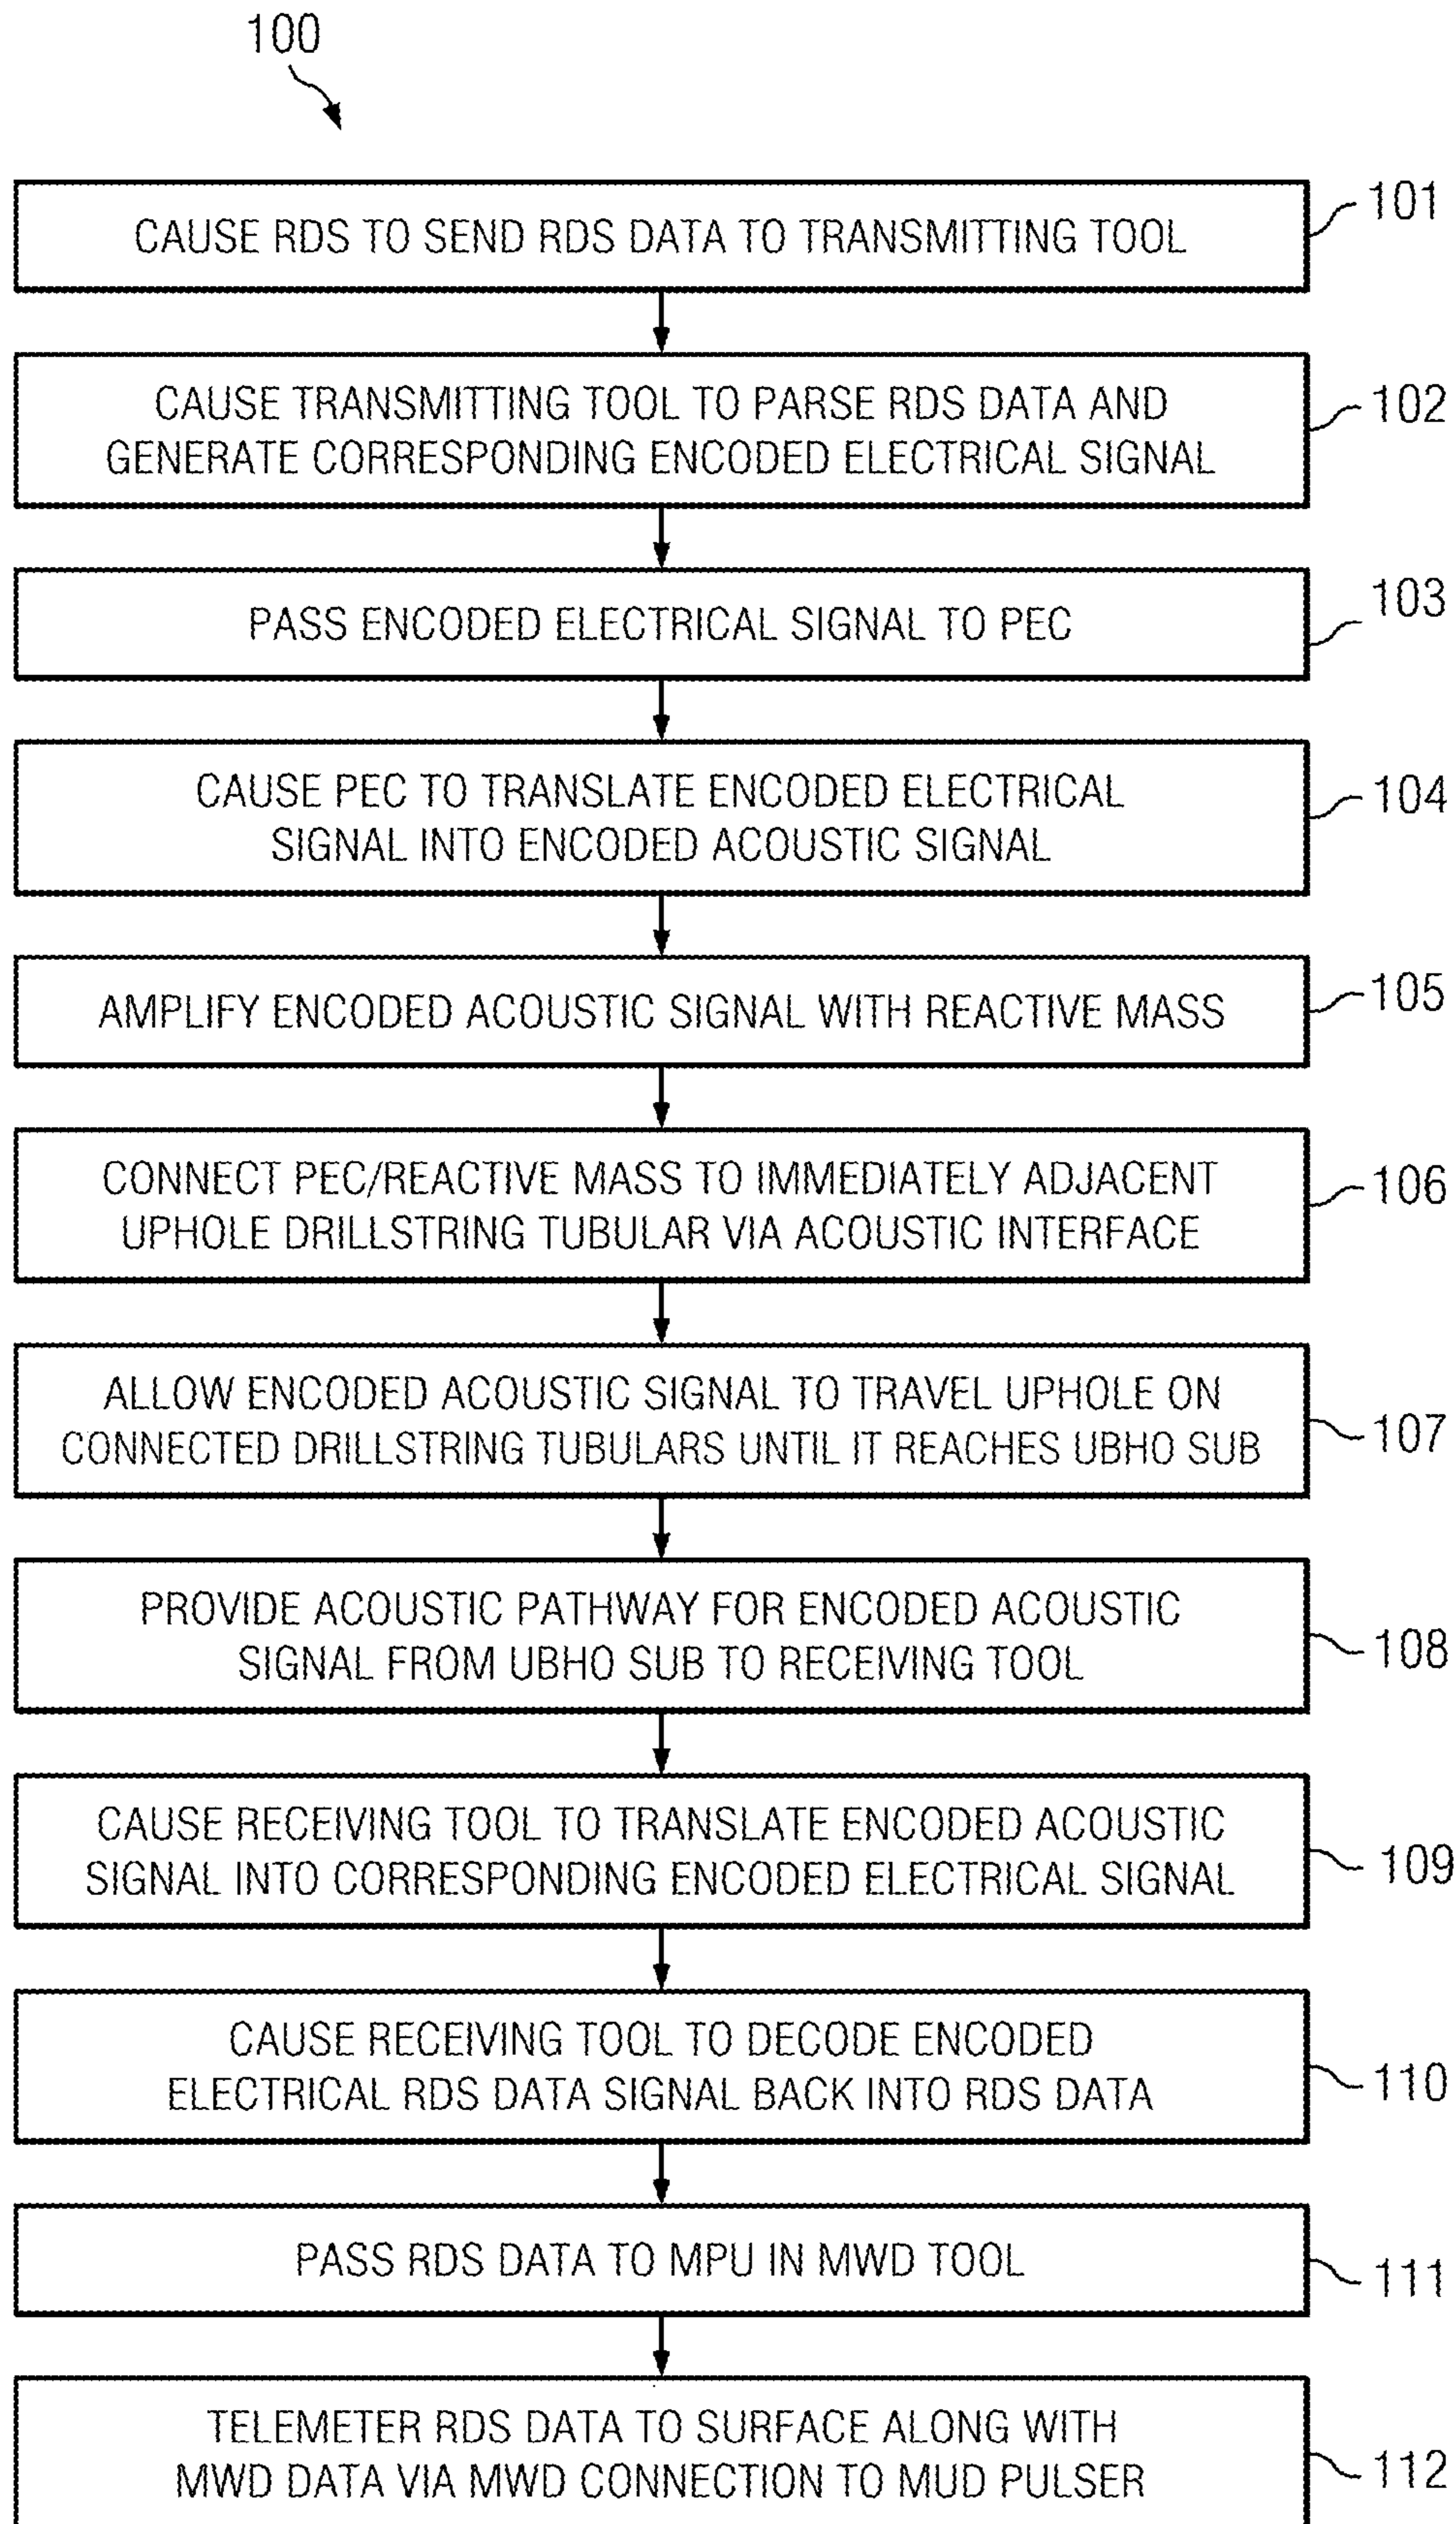 100
CAUSE RDS TO SEND RDS DATA TO TRANSMITTING TOOL
101
CAUSE TRANSMITTING TOOL TO PARSE RDS DATA AND
GENERATE CORRESPONDING ENCODED ELECTRICAL SIGNAL
102
PASS ENCODED ELECTRICAL SIGNAL TO PEC
103
CAUSE PEC TO TRANSLATE ENCODED ELECTRICAL
SIGNAL INTO ENCODED ACOUSTIC SIGNAL
104
AMPLIFY ENCODED ACOUSTIC SIGNAL WITH REACTIVE MASS
105
CONNECT PEC/REACTIVE MASS TO IMMEDIATELY ADJACENT
UPHOLE DRILLSTRING TUBULAR VIA ACOUSTIC INTERFACE
106
ALLOW ENCODED ACOUSTIC SIGNAL TO TRAVEL UPHOLE ON
CONNECTED DRILLSTRING TUBULARS UNTIL IT REACHES UBHO SUB
107
PROVIDE ACOUSTIC PATHWAY FOR ENCODED ACOUSTIC
SIGNAL FROM UBHO SUB TO RECEIVING TOOL
108
CAUSE RECEIVING TOOL TO TRANSLATE ENCODED ACOUSTIC
SIGNAL INTO CORRESPONDING ENCODED ELECTRICAL SIGNAL
109
CAUSE RECEIVING TOOL TO DECODE ENCODED
ELECTRICAL RDS DATA SIGNAL BACK INTO RDS DATA
110
PASS RDS DATA TO MPU IN MWD TOOL
111
TELEMETER RDS DATA TO SURFACE ALONG WITH
MWD DATA VIA MWD CONNECTION TO MUD PULSER
112